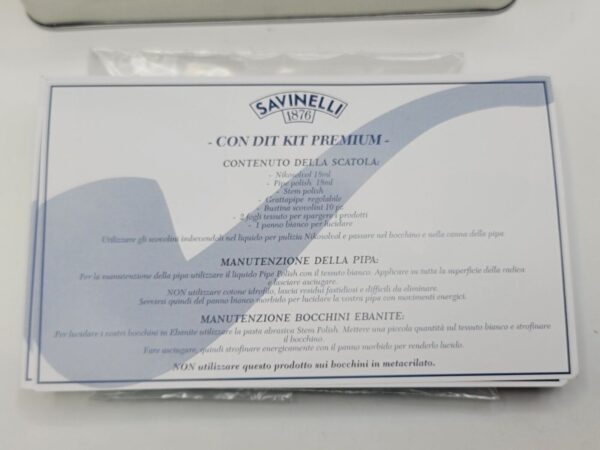 SAVINELLI
1876
- CON DIT KIT PREMIUM -
CONTENUTO DELLA SCATOLA:
- Nikosolvol 18ml
- Pipe polish 18ml
- Stem polish
- Grattapipe regolabile
- Bustina scovolini 10 pz
- 2 fogli tessuto per spargere i prodotti
- 1 panno bianco per lucidare
Utilizzare gli scovolini imbevendoli nel liquido per pulizia Nikosolvol e passare nel bocchino e nella canna della pipa
MANUTENZIONE DELLA PIPA:
Per la manutenzione della pipa utilizzare il liquido Pipe Polish con il tessuto bianco. Applicare su tutta la superficie della radica
e lasciare asciugare.
NON utilizzare cotone idrofilo, lascia residui fastidiosi e difficili da eliminare.
Servirsi quindi del panno bianco morbido per lucidare la vostra pipa con movimenti energici.
MANUTENZIONE BOCCHINI EBANITE:
Per lucidare i vostri bocchini in Ebanite utilizzare la pasta abrasiva Stem Polish. Mettere una piccola quantità sul tessuto bianco e strofinare
il bocchino.
Fare asciugare, quindi strofinare energicamente con il panno morbido per renderlo lucido.
NON utilizzare questo prodotto sui bocchini in metacrilato.